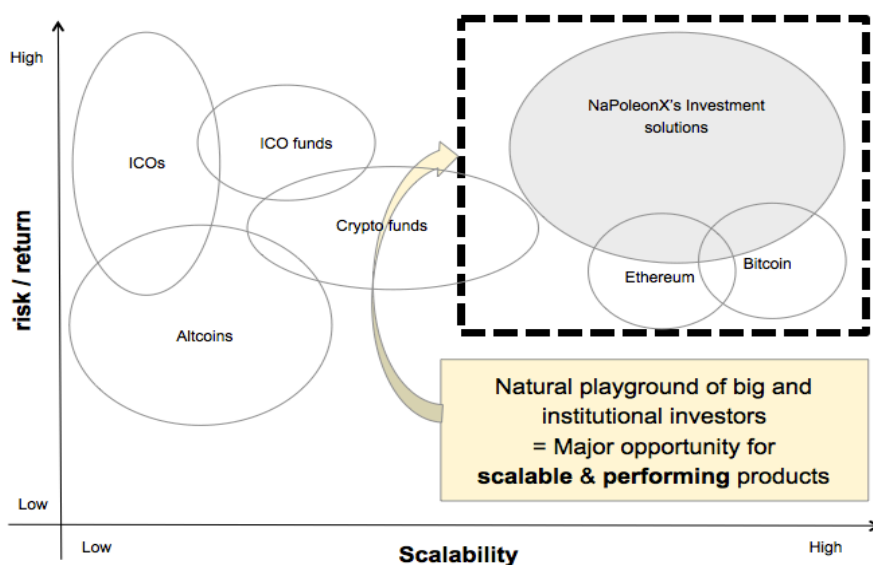 High
NaPoleonX's Investment
solutions
ICO funds
ICOs
Crypto funds
Ethereum
Bitcoin
risk / return
Altcoins
Natural playground of big and
institutional investors
= Major opportunity for
scalable & performing products
Low
Low
Scalability
High